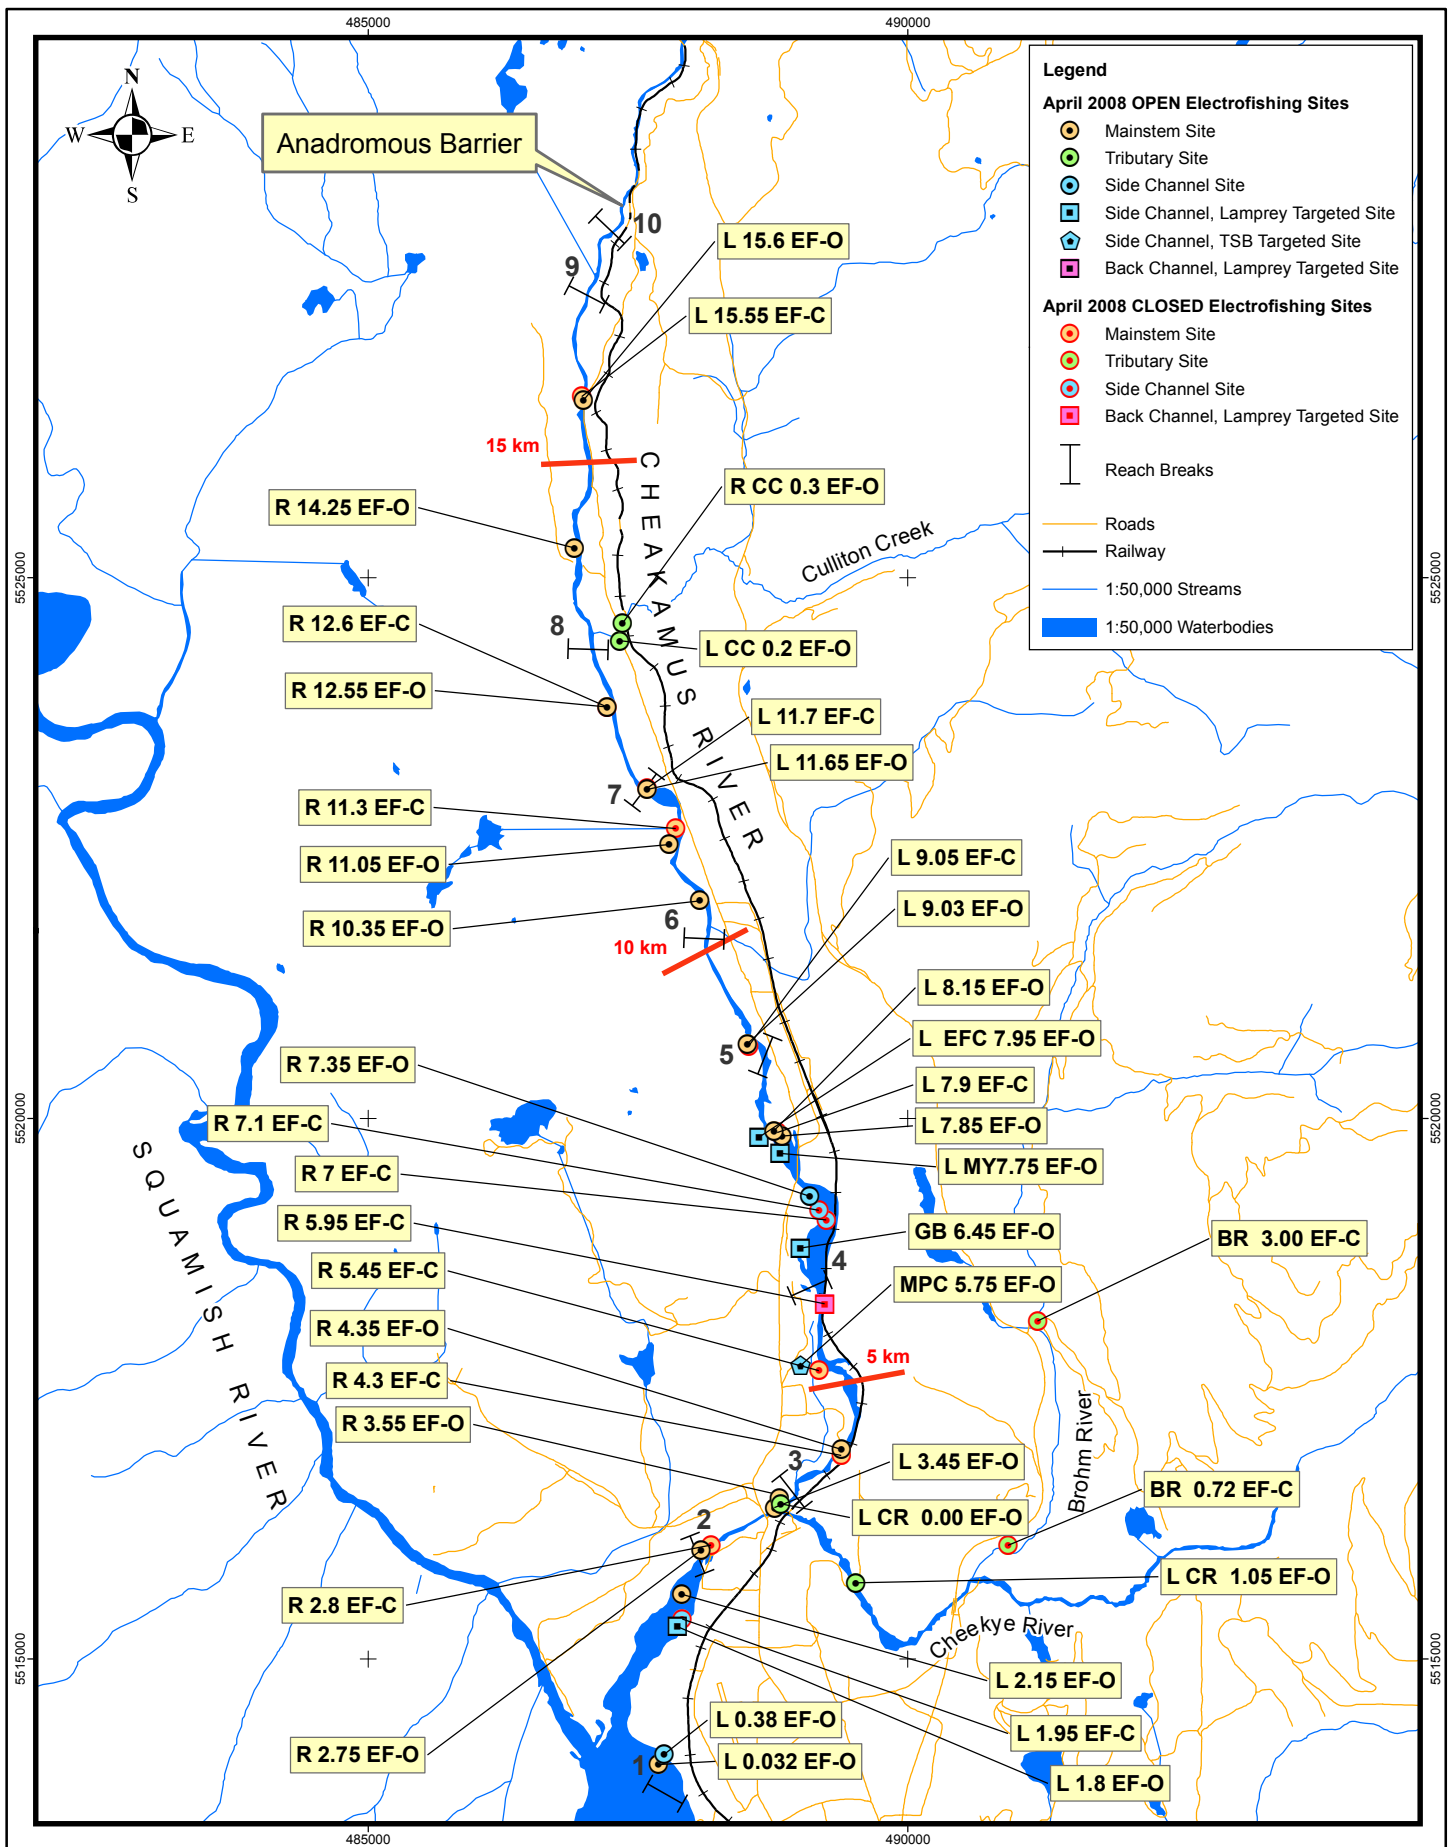 485000
490000
N
W
E
S
Anadromous Barrier
Legend
April 2008 OPEN Electrofishing Sites
Mainstem Site
Tributary Site
Side Channel Site
Side Channel, Lamprey Targeted Site
Side Channel, TSB Targeted Site
Back Channel, Lamprey Targeted Site
April 2008 CLOSED Electrofishing Sites
Mainstem Site
Tributary Site
Side Channel Site
Back Channel, Lamprey Targeted Site
Reach Breaks
Roads
Railway
1:50,000 Streams
1:50,000 Waterbodies
10
L 15.6 EF-O
9
L 15.55 EF-C
15 km
CHEAKAMUS RIVER
R CC 0.3 EF-O
R 14.25 EF-O
Culliton Creek
5525000
5525000
R 12.6 EF-C
8
L CC 0.2 EF-O
R 12.55 EF-O
L 11.7 EF-C
L 11.65 EF-O
7
R 11.3 EF-C
R 11.05 EF-O
L 9.05 EF-C
L 9.03 EF-O
R 10.35 EF-O
6
10 km
L 8.15 EF-O
L EFC 7.95 EF-O
5
R 7.35 EF-O
L 7.9 EF-C
5520000
5520000
R 7.1 EF-C
L 7.85 EF-O
L MY7.75 EF-O
R 7 EF-C
SQUAMISH RIVER
R 5.95 EF-C
GB 6.45 EF-O
BR 3.00 EF-C
4
R 5.45 EF-C
MPC 5.75 EF-O
R 4.35 EF-O
5 km
R 4.3 EF-C
R 3.55 EF-O
Brohm River
3
L 3.45 EF-O
BR 0.72 EF-C
L CR 0.00 EF-O
2
L CR 1.05 EF-O
R 2.8 EF-C
Cheekye River
5515000
5515000
L 2.15 EF-O
L 0.38 EF-O
L 1.95 EF-C
R 2.75 EF-O
1
L 0.032 EF-O
L 1.8 EF-O
485000
490000